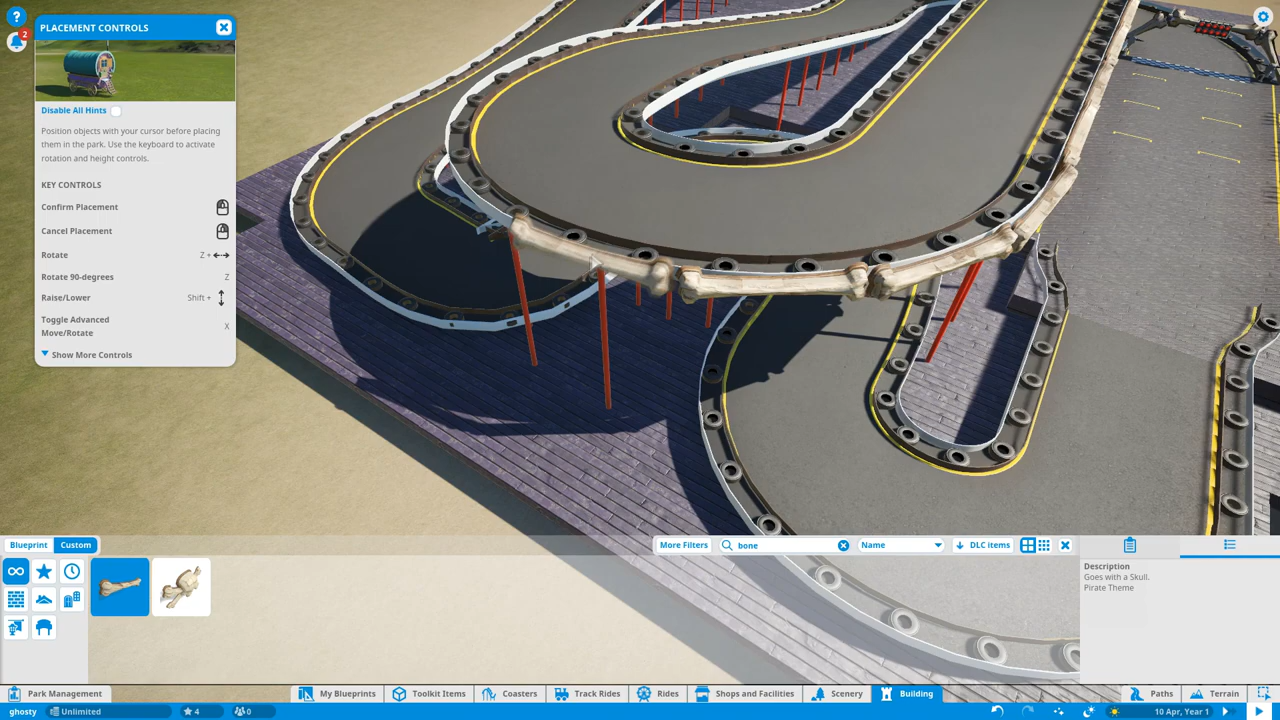 ?
2
PLACEMENT CONTROLS
Disable All Hints
Position objects with your cursor before placing
them in the park. Use the keyboard to activate
rotation and height controls.
KEY CONTROLS
Confirm Placement
Cancel Placement
Rotate Z +
Rotate 90-degrees Z
Raise/Lower Shift +
Toggle Advanced
Move/Rotate X
Show More Controls
Blueprint Custom
More Filters bone Name DLC items
Description
Goes with a Skull.
Pirate Theme
Park Management My Blueprints Toolkit Items Coasters Track Rides Rides Shops and Facilities Scenery Building Paths Terrain
ghosty Unlimited 4 0 10 Apr, Year 1